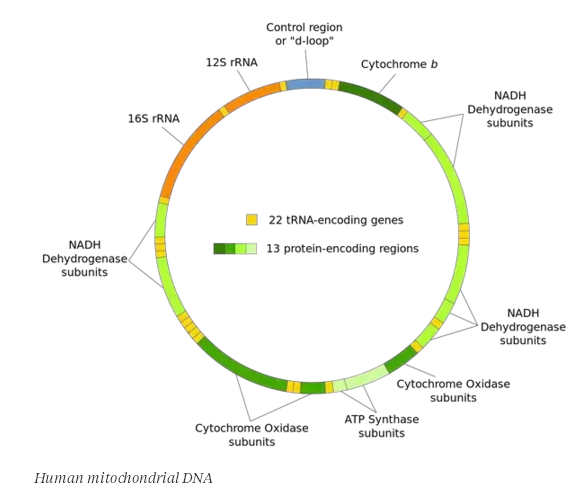 Control region
or "d-loop"
12S rRNA
Cytochrome b
NADH
Dehydrogenase
subunits
16S rRNA
22 tRNA-encoding genes
13 protein-encoding regions
NADH
Dehydrogenase
subunits
NADH
Dehydrogenase
subunits
Cytochrome Oxidase
subunits
ATP Synthase
subunits
Cytochrome Oxidase
subunits
Human mitochondrial DNA